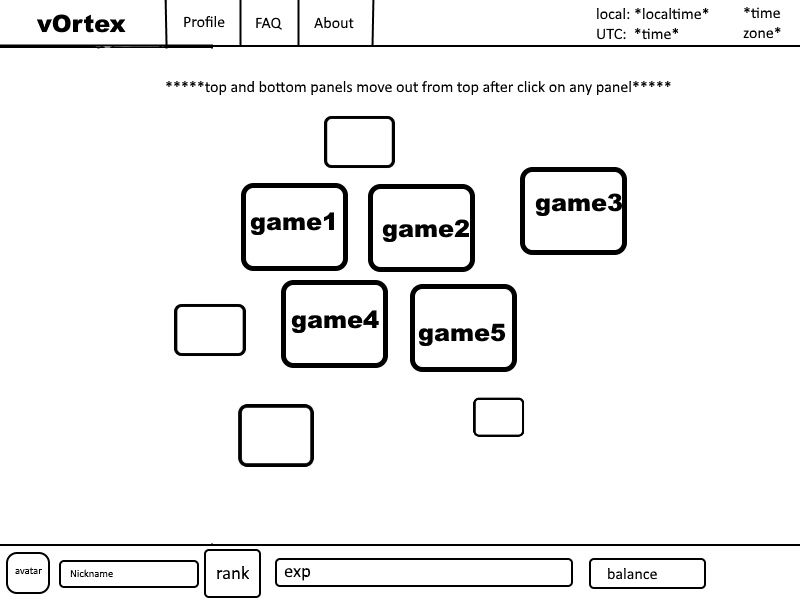 vOrtex Profile FAQ About local: *localtime* *time
UTC: *time* zone*
*****top and bottom panels move out from top after click on any panel*****
game1 game2 game3
game4 game5
avatar Nickname rank exp balance